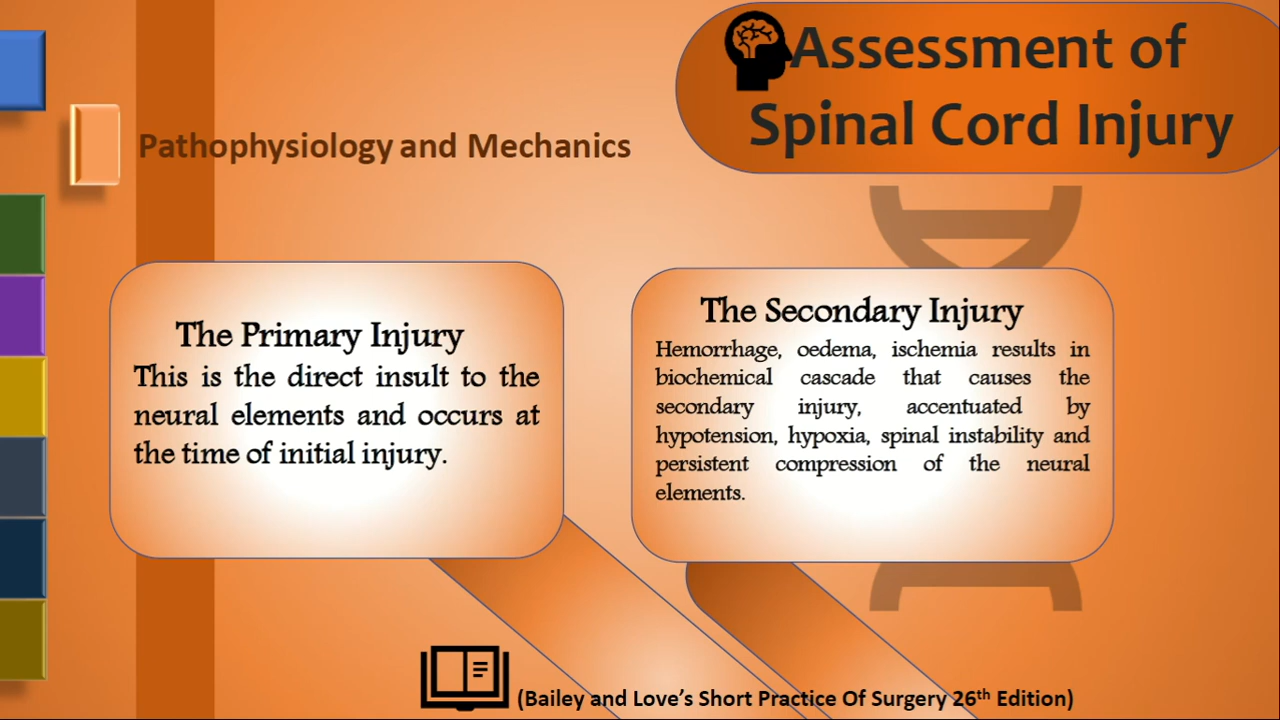 Assessment of
Spinal Cord Injury
Pathophysiology and Mechanics
The Primary Injury
This is the direct insult to the
neural elements and occurs at
the time of initial injury.
The Secondary Injury
Hemorrhage, oedema, ischemia results in
biochemical cascade that causes the
secondary injury, accentuated by
hypotension, hypoxia, spinal instability and
persistent compression of the neural
elements.
(Bailey and Love’s Short Practice Of Surgery 26th Edition)